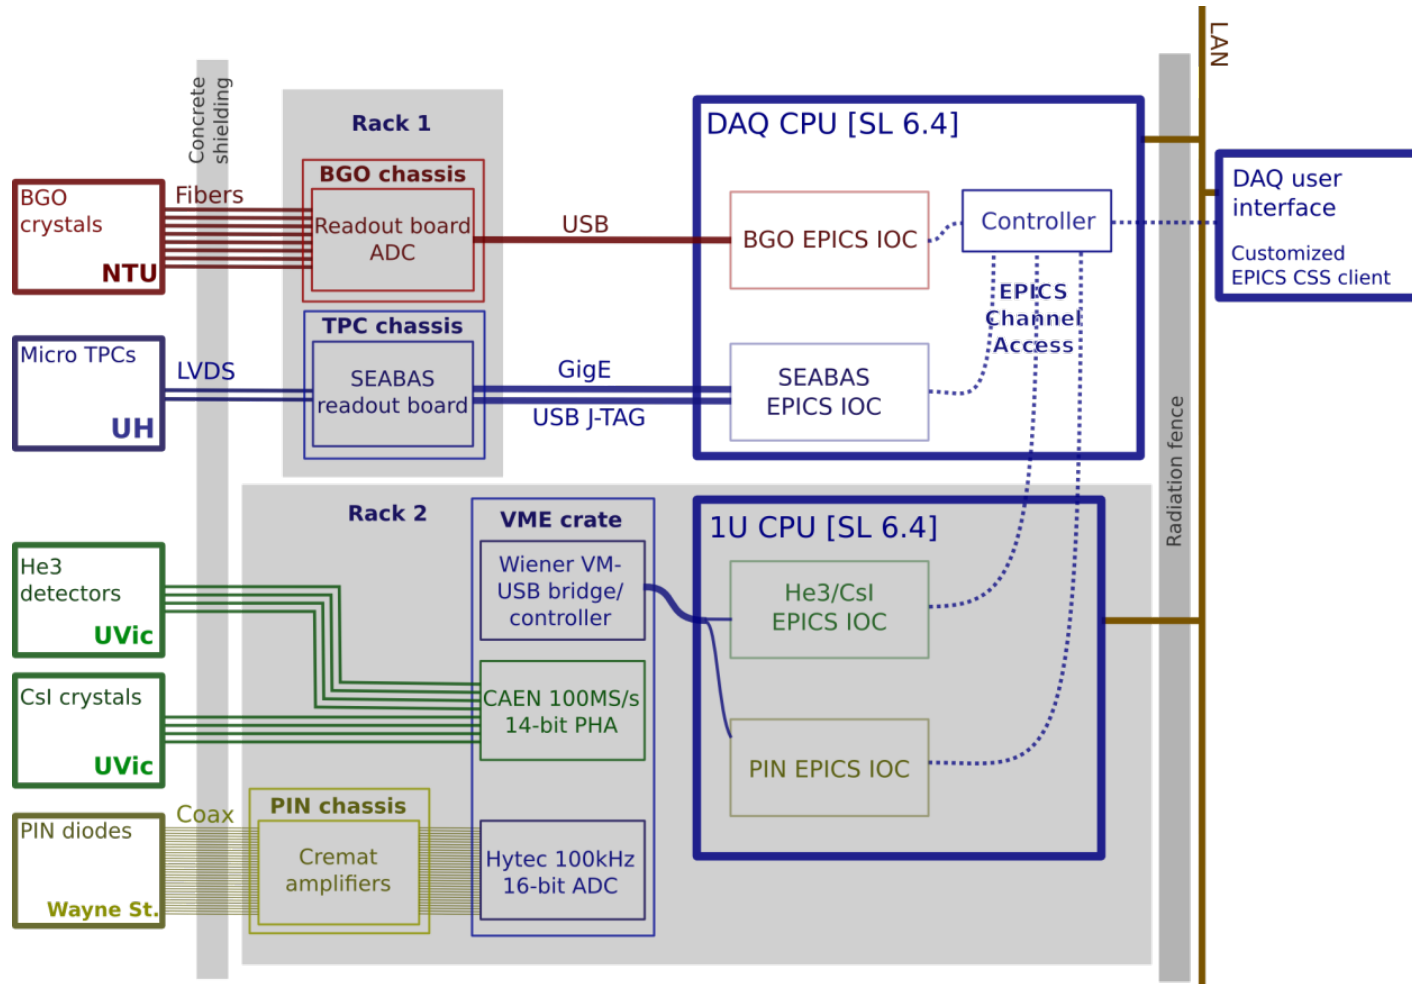 LAN
Concrete
shielding
Rack 1
DAQ CPU [SL 6.4]
BGO chassis
BGO
crystals
NTU
Fibers
Readout board
ADC
USB
BGO EPICS IOC
Controller
DAQ user
interface
Customized
EPICS CSS client
EPICS
Channel
Access
TPC chassis
Micro TPCs
UH
LVDS
SEABAS
readout board
GigE
USB J-TAG
SEABAS
EPICS IOC
Radiation fence
Rack 2
VME crate
1U CPU [SL 6.4]
He3
detectors
UVic
Wiener VM-
USB bridge/
controller
He3/CsI
EPICS IOC
CsI crystals
UVic
CAEN 100MS/s
14-bit PHA
PIN EPICS IOC
PIN diodes
Wayne St.
Coax
PIN chassis
Cremat
amplifiers
Hytec 100kHz
16-bit ADC